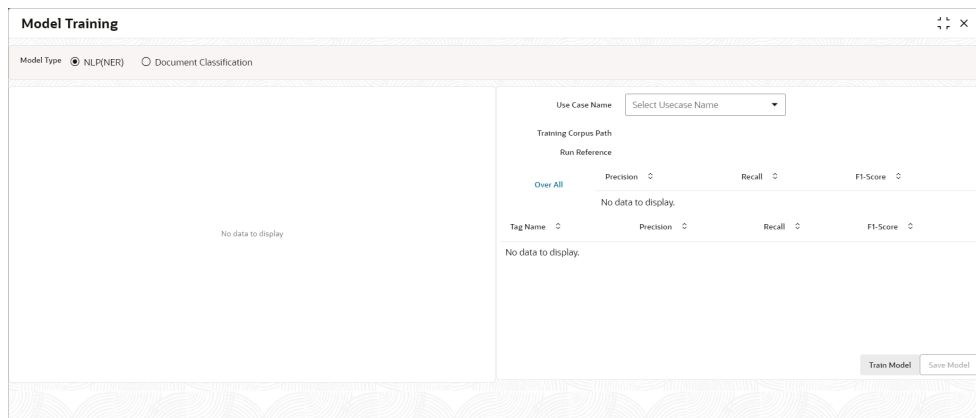 Model Training
Model Type NLP(NER) Document Classification
No data to display
Use Case Name Select Usecase Name
Training Corpus Path
Run Reference
Over All
Precision Recall F1-Score
No data to display.
Tag Name Precision Recall F1-Score
No data to display.
Train Model Save Model